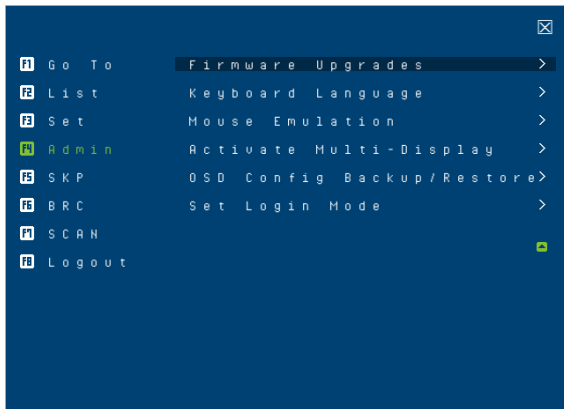 F1 Go To Firmware Upgrades >
F2 List Keyboard Language >
F3 Set Mouse Emulation >
F4 Admin Activate Multi-Display >
F5 SKP OSD Config Backup/Restore>
F6 BRC Set Login Mode >
F7 SCAN
F8 Logout